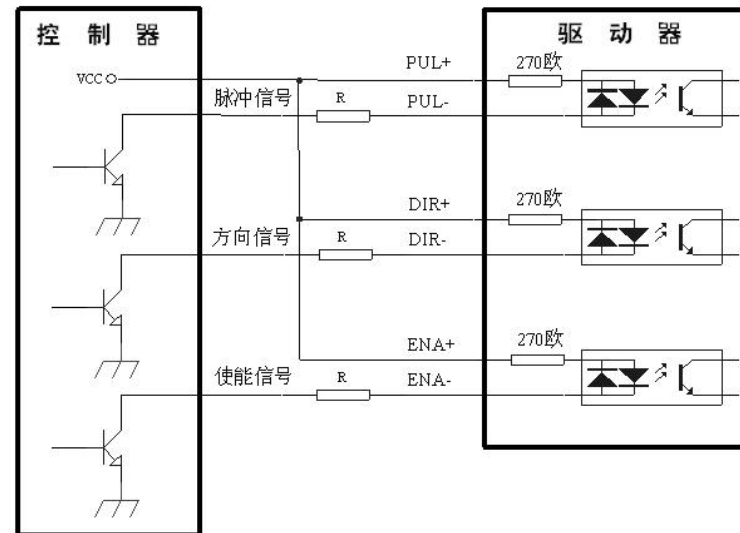 控 制 器
驱 动 器
PUL+
270欧
VCC
脉冲信号
R
PUL-
DIR+
270欧
方向信号
R
DIR-
ENA+
270欧
使能信号
R
ENA-